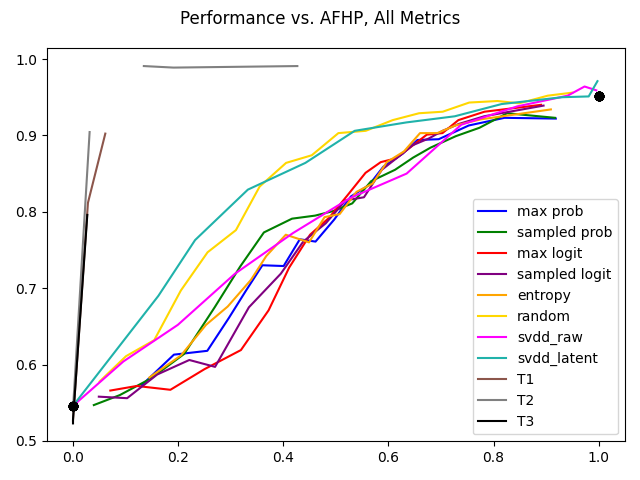 Performance vs. AFHP, All Metrics
1.0
0.9
0.8
0.7
0.6
0.5
0.0
0.2
0.4
0.6
0.8
1.0
max prob
sampled prob
max logit
sampled logit
entropy
random
svdd_raw
svdd_latent
T1
T2
T3